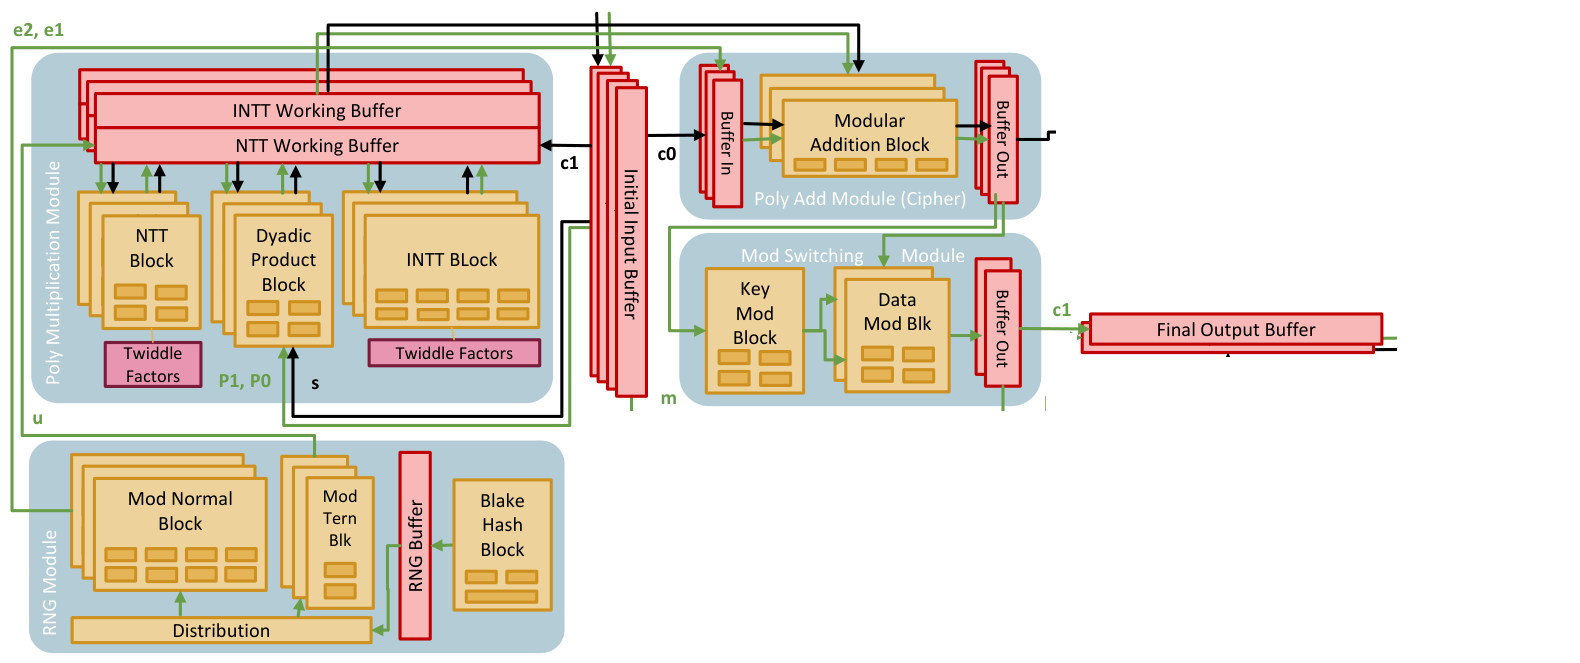 e2, e1
INTT Working Buffer
NTT Working Buffer
Poly Multiplication Module
NTT
Block
Dyadic
Product
Block
INTT BLock
Twiddle
Factors
Twiddle Factors
P1, P0
s
u
c1
c0
Initial Input Buffer
m
Buffer In
Modular
Addition Block
Buffer Out
Poly Add Module (Cipher)
Mod Switching Module
Key
Mod
Block
Data
Mod Blk
Buffer Out
c1
Final Output Buffer
RNG Module
Mod Normal
Block
Mod
Tern
Blk
RNG Buffer
Blake
Hash
Block
Distribution